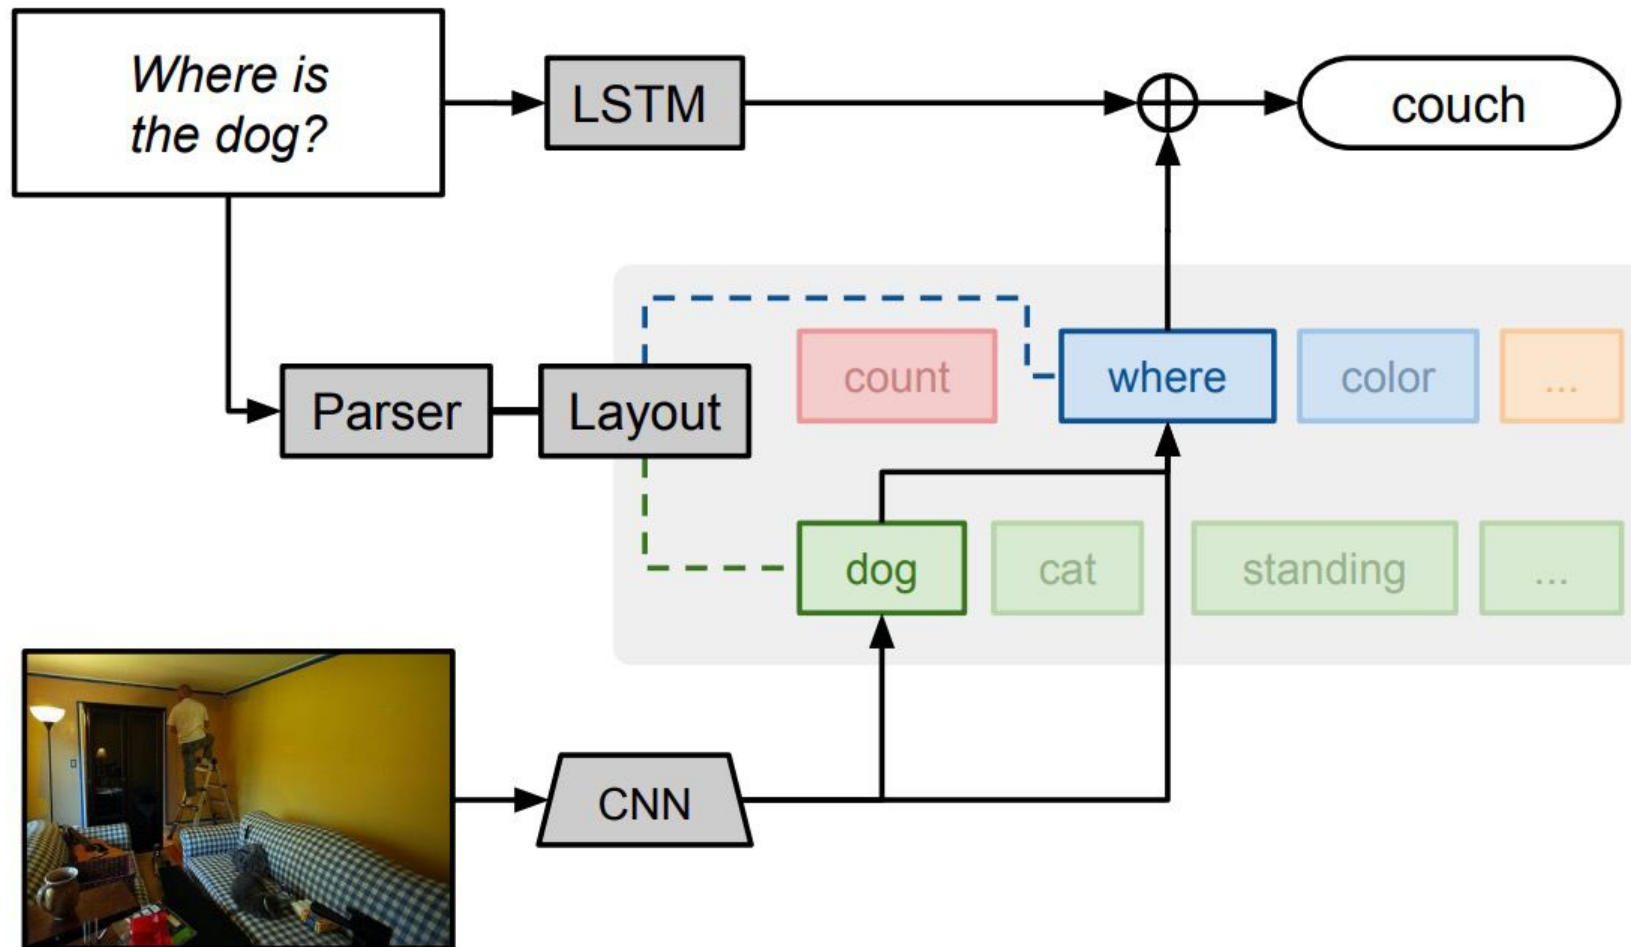 Where is
the dog?
LSTM
couch
count
where
color
...
Parser
Layout
dog
cat
standing
...
CNN